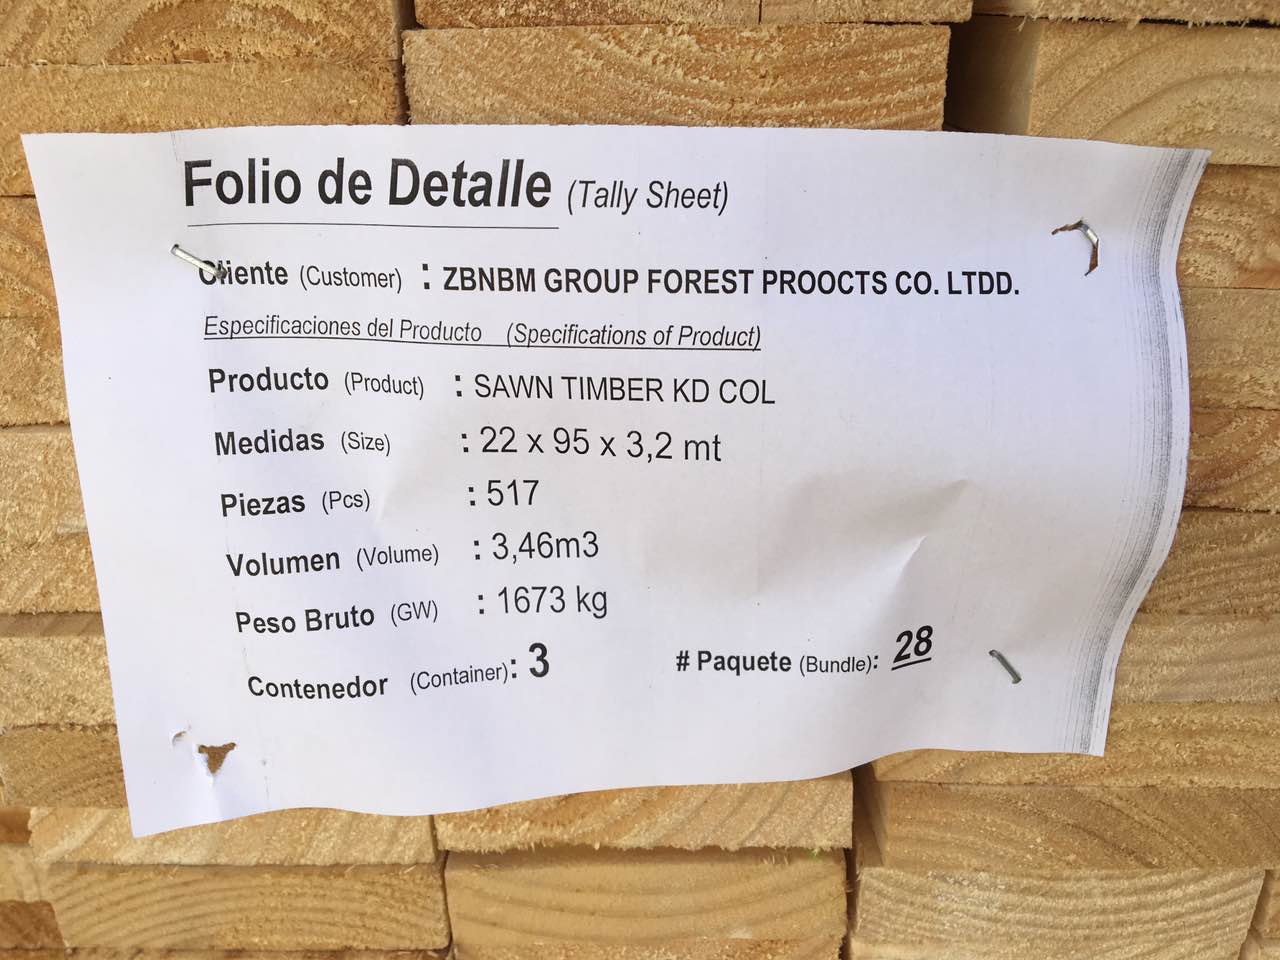 Folio de Detalle (Tally Sheet)
Cliente (Customer) : ZBNBM GROUP FOREST PROOCTS CO. LTDD.
Especificaciones del Producto (Specifications of Product)
Producto (Product) : SAWN TIMBER KD COL
Medidas (Size) : 22 x 95 x 3,2 mt
Piezas (Pcs) : 517
Volumen (Volume) : 3,46m3
Peso Bruto (GW) : 1673 kg
Contenedor (Container): 3 # Paquete (Bundle): 28